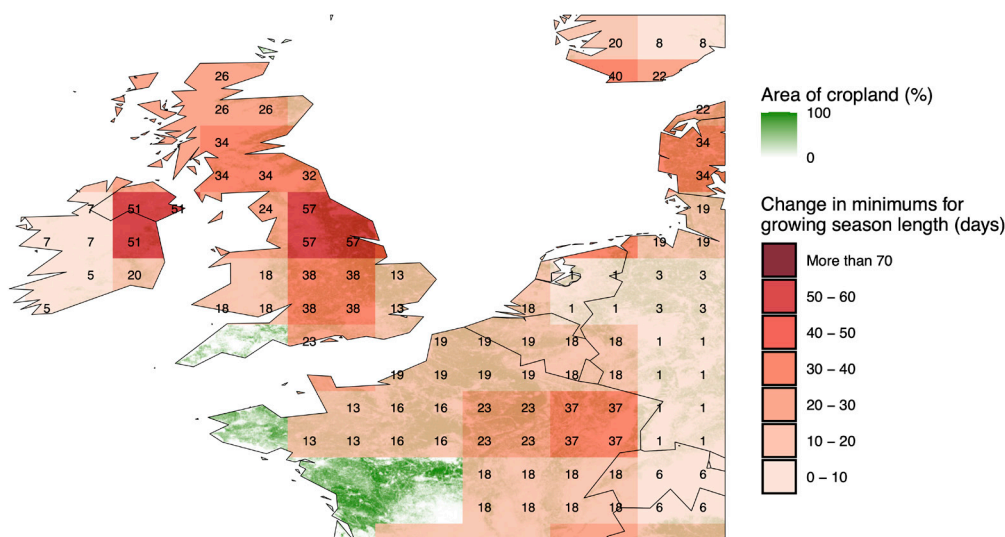 20 8 8
40 22
26
26 26 22
34 34
34 34 32 34
7 51 51 24 57 19
7 7 51 57 57 19 19
5 20 18 38 38 13 1 1 3 3
5 18 18 38 38 13 18 1 1 3 3
23 19 19 19 18 18 1 1
19 19 19 19 18 18 1 1
13 16 16 23 23 37 37 1 1
13 13 16 16 23 23 37 37 1 1
18 18 18 18 6 6
18 18 18 18 6 6
Area of cropland (%)
100
0
Change in minimums for
growing season length (days)
More than 70
50 – 60
40 – 50
30 – 40
20 – 30
10 – 20
0 – 10